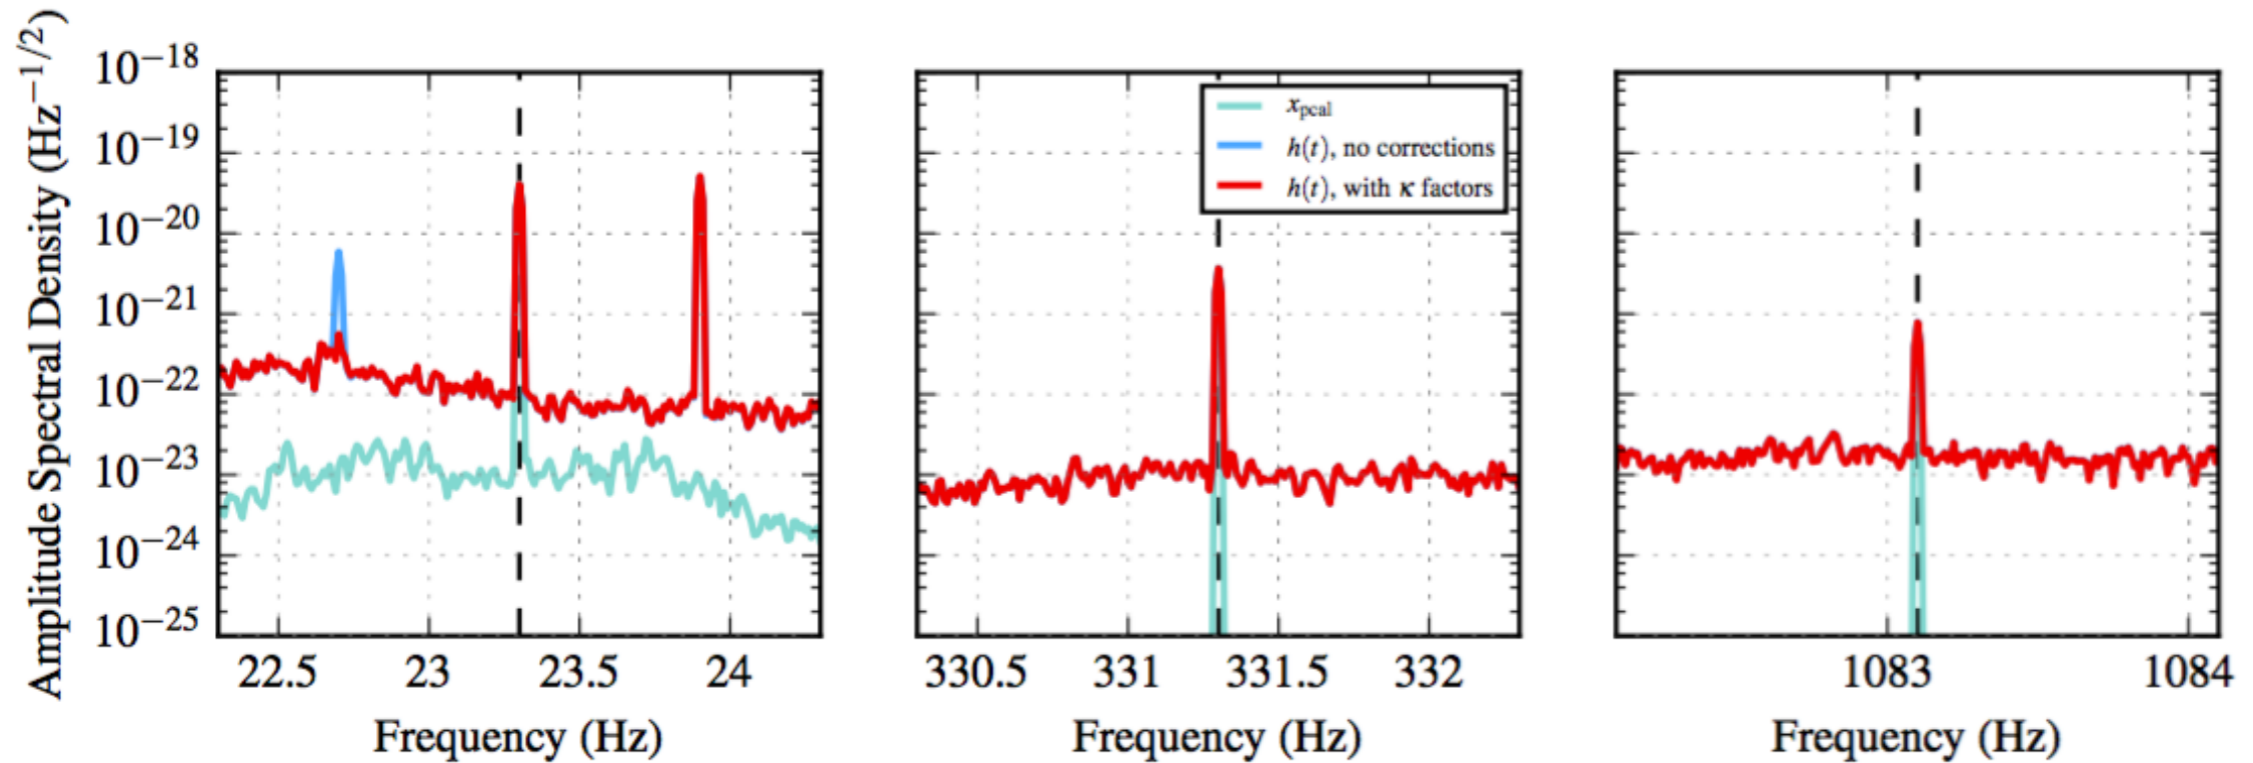 Amplitude Spectral Density (Hz−1/2)
10−18
10−19
10−20
10−21
10−22
10−23
10−24
10−25
22.5 23 23.5 24
Frequency (Hz)
xpcal
h(t), no corrections
h(t), with κ factors
330.5 331 331.5 332
Frequency (Hz)
1083 1084
Frequency (Hz)